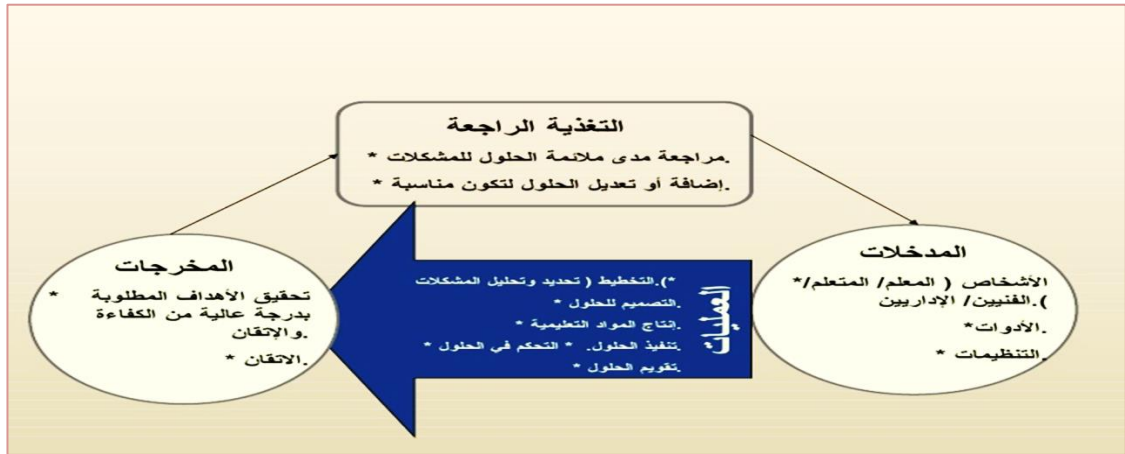 التغذية الراجعة
* مراجعة مدى ملائمة الحلول للمشكلات.
* إضافة أو تعديل الحلول لتكون مناسبة.
المدخلات
*الأشخاص ( المعلم/ المتعلم/
الفنيين/ الإداريين.(
*الأدوات.
* التنظيمات.
العمليات
*التخطيط ( تحديد وتحليل المشكلات.(
* التصميم للحلول.
* إنتاج المواد التعليمية.
* تنفيذ الحلول. * التحكم في الحلول.
* تقويم الحلول.
المخرجات
* تحقيق الأهداف المطلوبة
بدرجة عالية من الكفاءة
والإتقان.
* الاتقان.